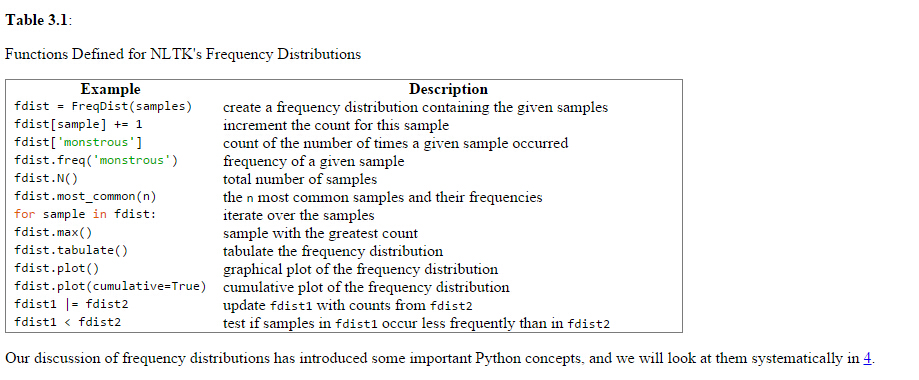 Table 3.1:
Functions Defined for NLTK's Frequency Distributions
Example Description
fdist = FreqDist(samples) create a frequency distribution containing the given samples
fdist[sample] += 1 increment the count for this sample
fdist['monstrous'] count of the number of times a given sample occurred
fdist.freq('monstrous') frequency of a given sample
fdist.N() total number of samples
fdist.most_common(n) the n most common samples and their frequencies
for sample in fdist: iterate over the samples
fdist.max() sample with the greatest count
fdist.tabulate() tabulate the frequency distribution
fdist.plot() graphical plot of the frequency distribution
fdist.plot(cumulative=True) cumulative plot of the frequency distribution
fdist1 |= fdist2 update fdist1 with counts from fdist2
fdist1 < fdist2 test if samples in fdist1 occur less frequently than in fdist2
Our discussion of frequency distributions has introduced some important Python concepts, and we will look at them systematically in 4.